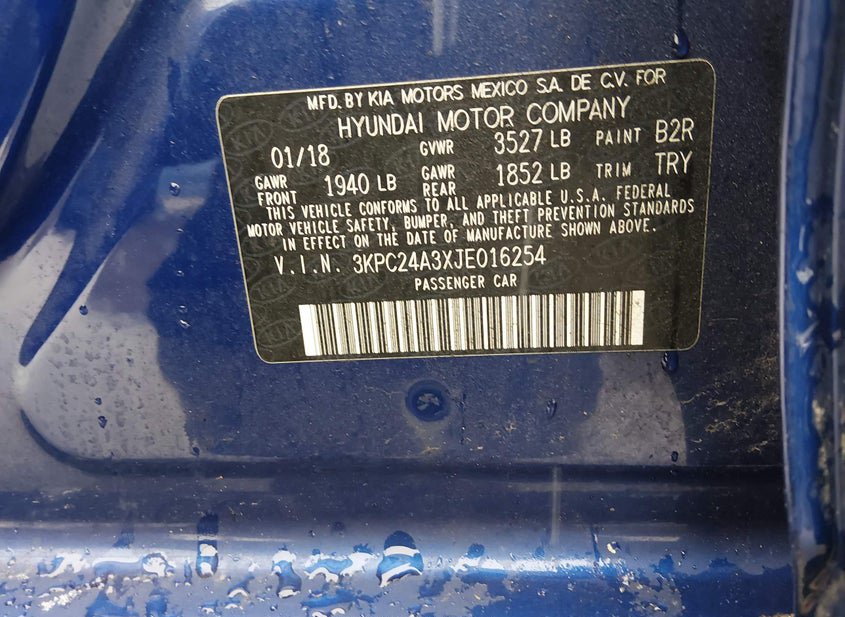 MFD. BY KIA MOTORS MEXICO S.A. DE C.V. FOR
HYUNDAI MOTOR COMPANY
01/18 GVWR 3527 LB PAINT B2R
GAWR FRONT 1940 LB GAWR REAR 1852 LB TRIM TRY
THIS VEHICLE CONFORMS TO ALL APPLICABLE U.S.A. FEDERAL
MOTOR VEHICLE SAFETY, BUMPER, AND THEFT PREVENTION STANDARDS
IN EFFECT ON THE DATE OF MANUFACTURE SHOWN ABOVE.
V.I.N. 3KPC24A3XJE016254
PASSENGER CAR